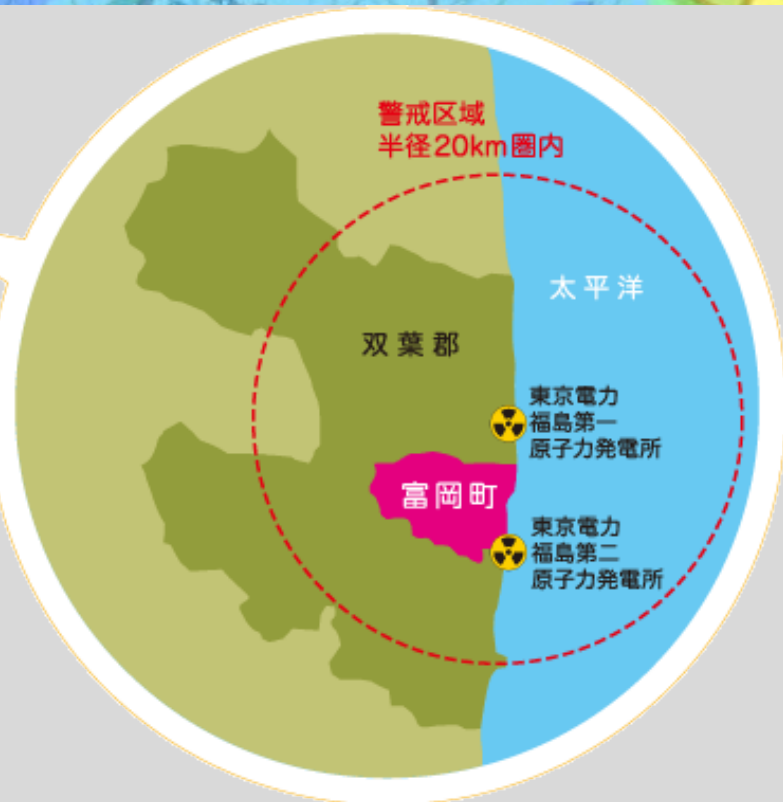 警戒区域
半径20km圏内
太平洋
双葉郡
東京電力
福島第一
原子力発電所
富岡町
東京電力
福島第二
原子力発電所